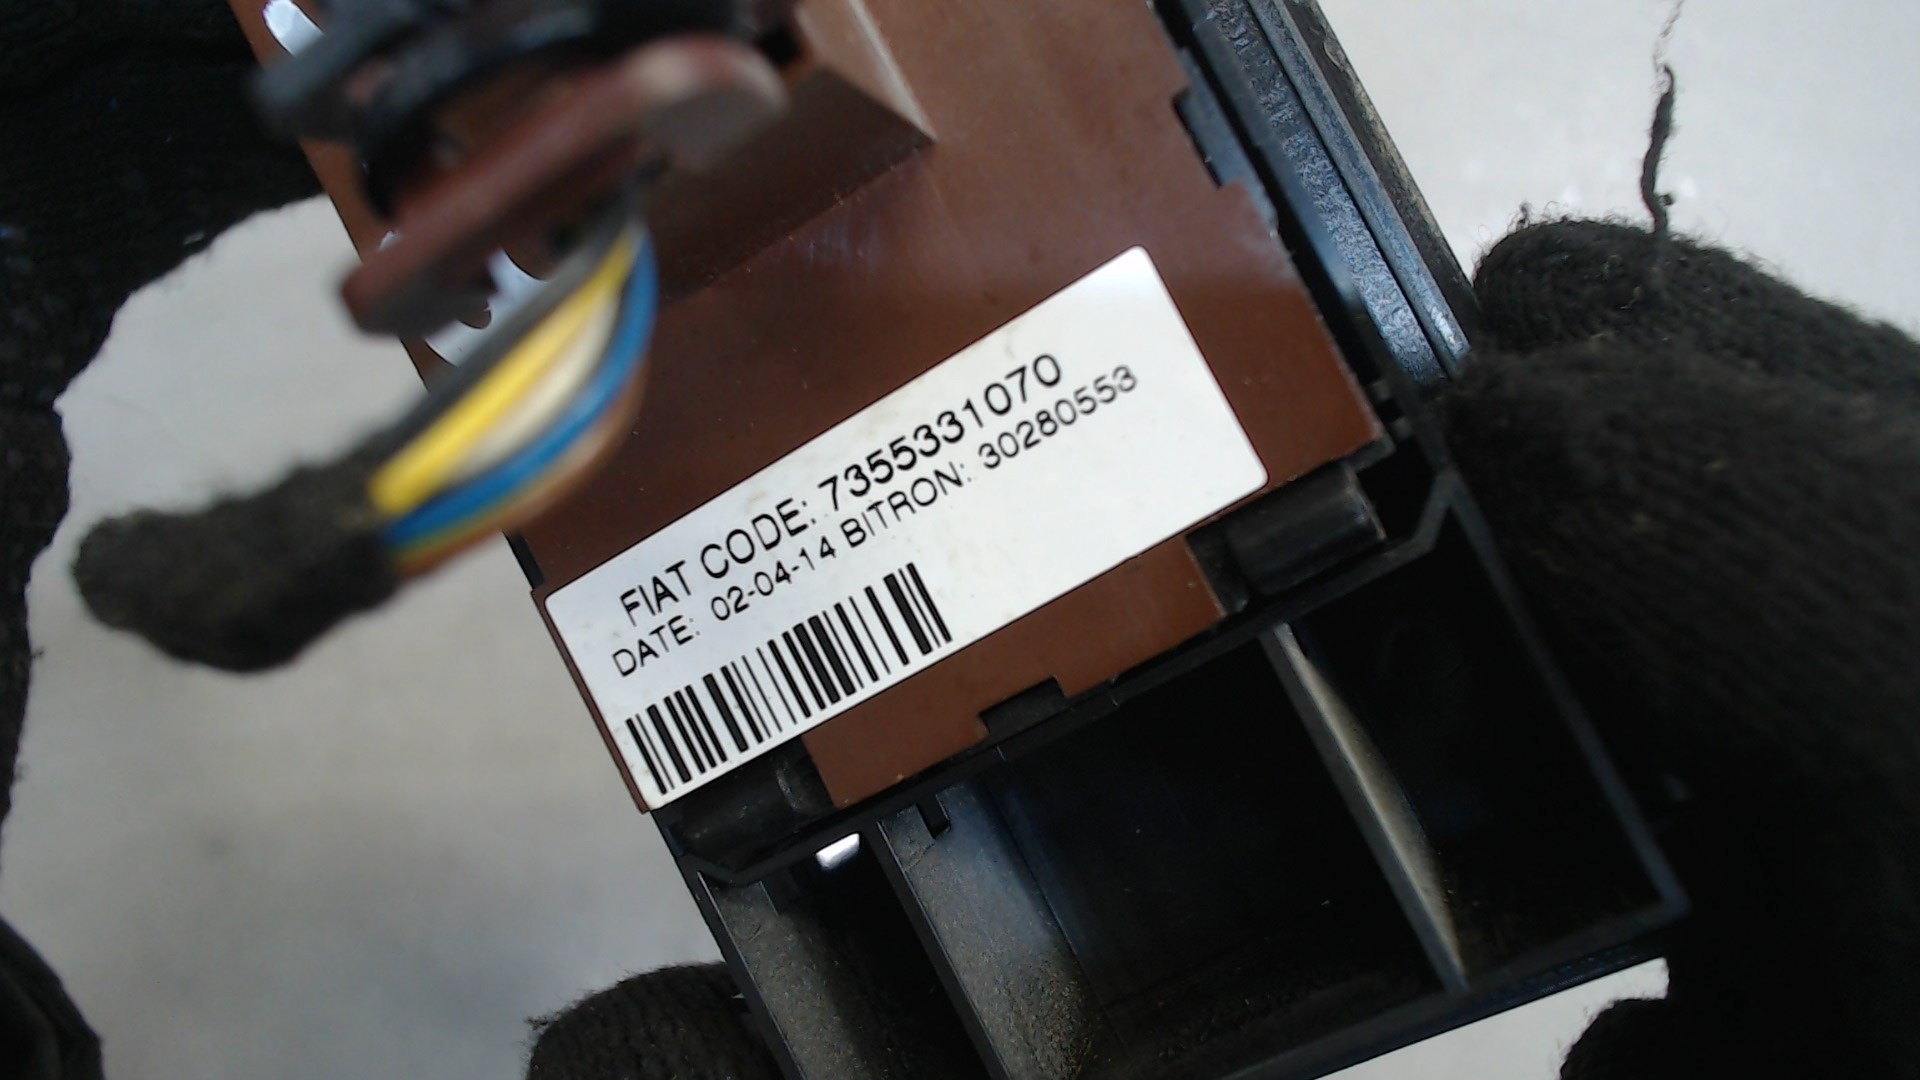 FIAT CODE: 7355331070
DATE: 02-04-14 BITRON: 30280553